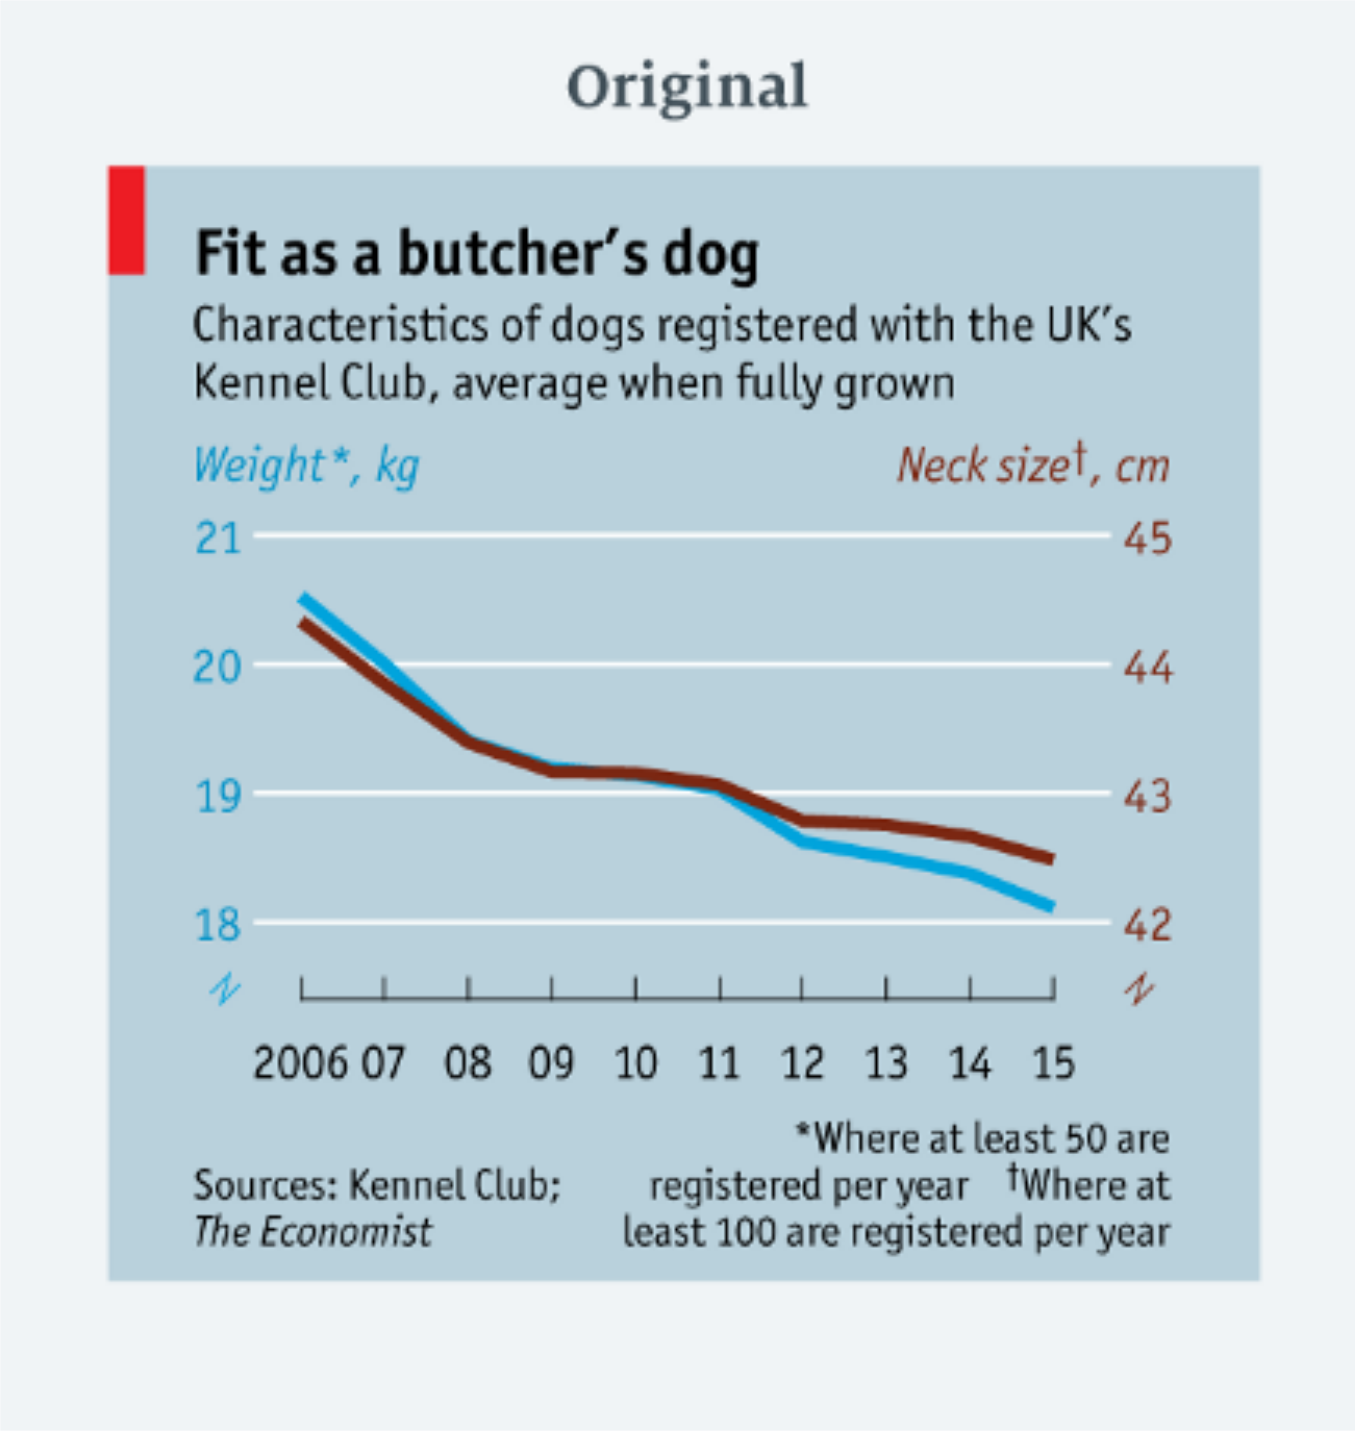 Original
Fit as a butcher’s dog
Characteristics of dogs registered with the UK’s
Kennel Club, average when fully grown
Weight*, kg
Neck size†, cm
21
45
20
44
19
43
18
42
2006 07 08 09 10 11 12 13 14 15
*Where at least 50 are
registered per year †Where at
least 100 are registered per year
Sources: Kennel Club;
The Economist